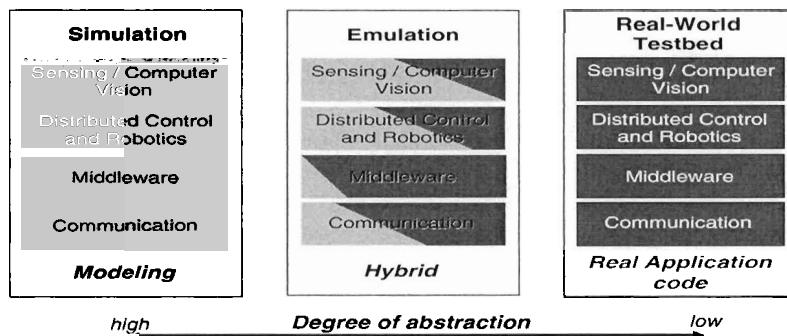 Simulation
Sensing / Computer
Vision
Distributed Control
and Robotics
Middleware
Communication
Modeling
Emulation
Sensing / Computer
Vision
Distributed Control
and Robotics
Middleware
Communication
Hybrid
Real-World
Testbed
Sensing / Computer
Vision
Distributed Control
and Robotics
Middleware
Communication
Real Application
code
high
Degree of abstraction
low